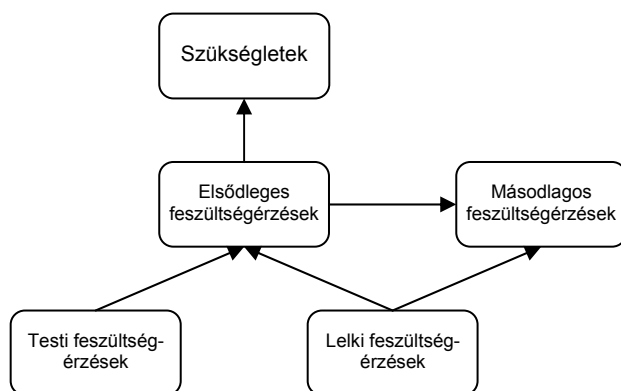 Szükségletek
Elsődleges
feszültségérzések
Másodlagos
feszültségérzések
Testi feszültség-
érzések
Lelki feszültség-
érzések